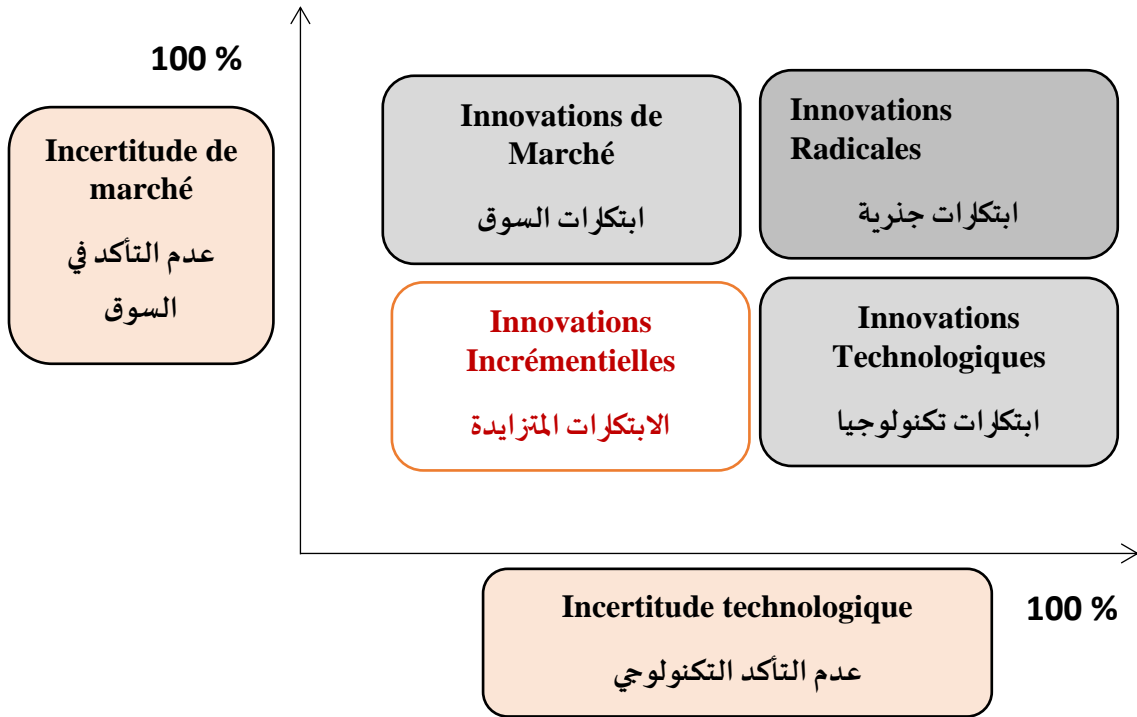 100 %
Incertitude de
marché
عدم التأكد في
السوق
Innovations de
Marché
ابتكارات السوق
Innovations
Radicales
ابتكارات جذرية
Innovations
Incrémentielles
الابتكارات المتزايدة
Innovations
Technologiques
ابتكارات تكنولوجيا
Incertitude technologique
عدم التأكد التكنولوجي
100 %